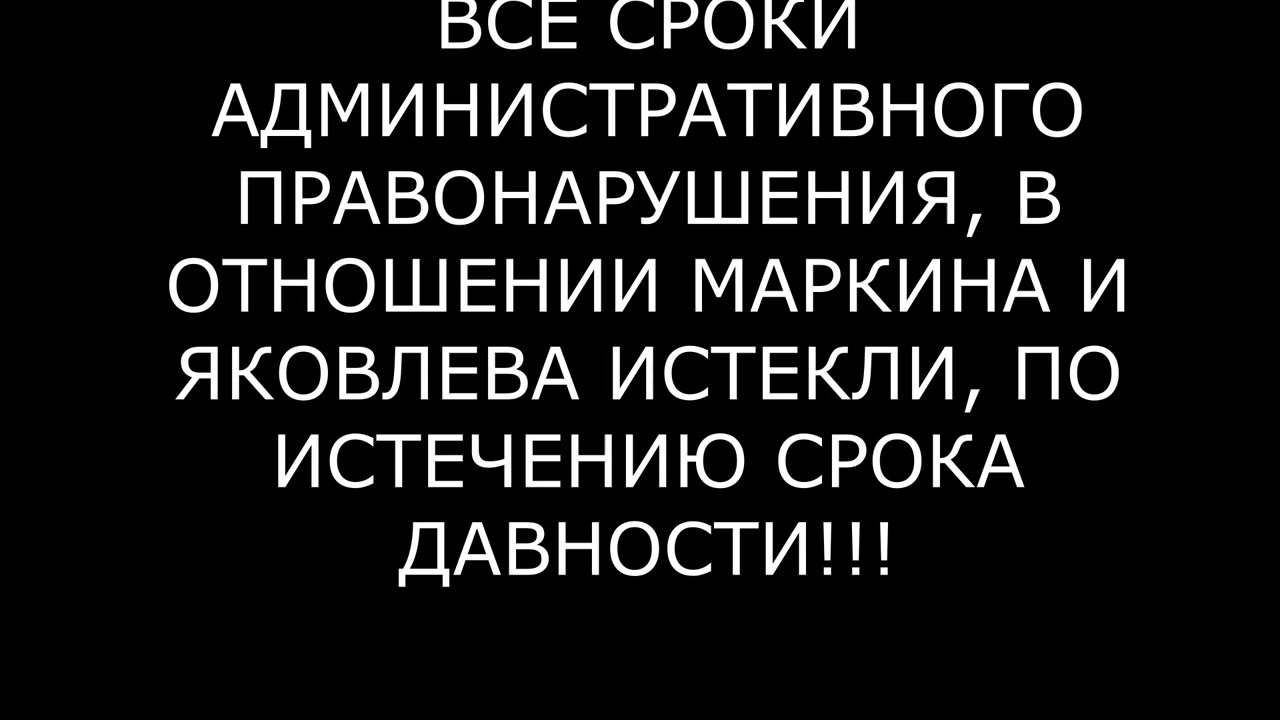 ВСЕ СРОКИ
АДМИНИСТРАТИВНОГО
ПРАВОНАРУШЕНИЯ, В
ОТНОШЕНИИ МАРКИНА И
ЯКОВЛЕВА ИСТЕКЛИ, ПО
ИСТЕЧЕНИЮ СРОКА
ДАВНОСТИ!!!